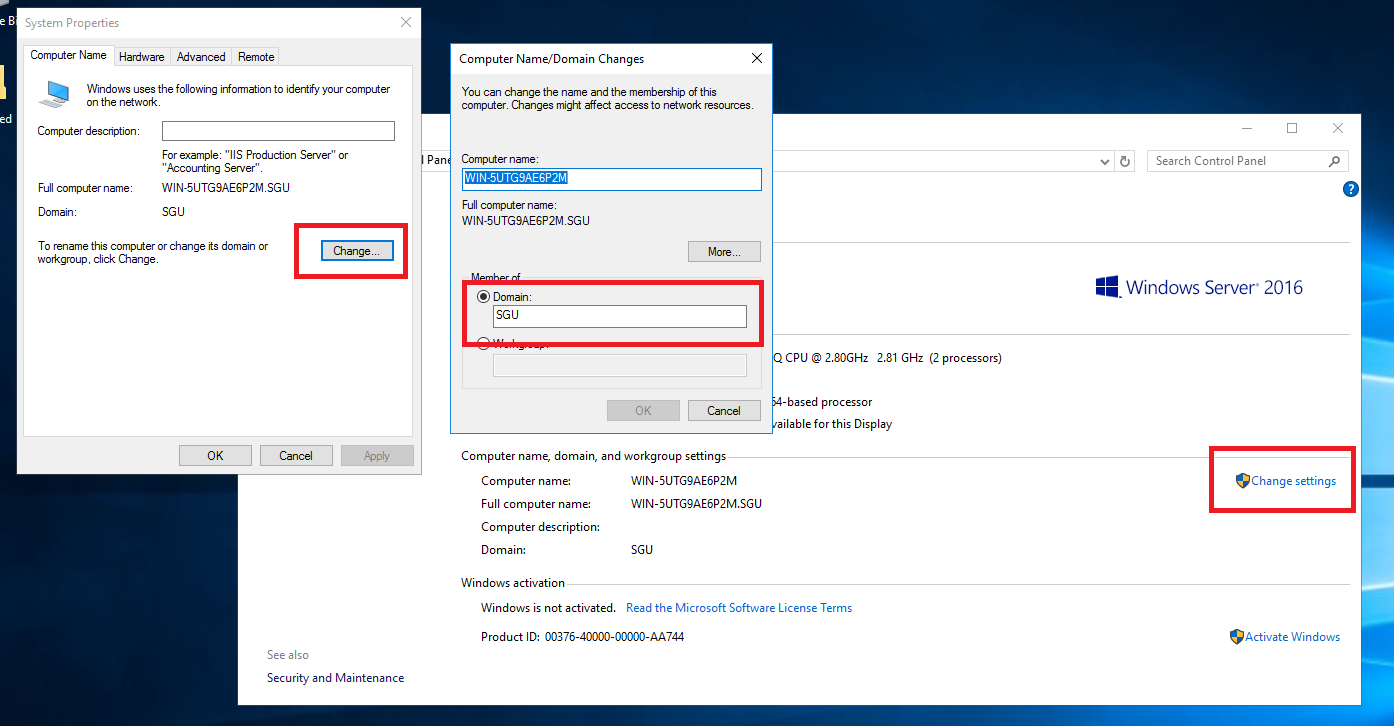 e Bi
ed
System Properties
Computer Name
Hardware
Advanced
Remote
Windows uses the following information to identify your computer
on the network.
Computer description:
For example: "IIS Production Server" or
"Accounting Server".
Full computer name:
WIN-5UTG9AE6P2M.SGU
Domain:
SGU
To rename this computer or change its domain or
workgroup, click Change.
Change...
OK
Cancel
Apply
Computer Name/Domain Changes
You can change the name and the membership of this
computer. Changes might affect access to network resources.
Computer name:
WIN-5UTG9AE6P2M
Full computer name:
WIN-5UTG9AE6P2M.SGU
More...
Member of
Domain:
SGU
Workgroup:
OK
Cancel
l Pane
Search Control Panel
?
Windows Server® 2016
Q CPU @ 2.80GHz 2.81 GHz (2 processors)
64-based processor
vailable for this Display
Computer name, domain, and workgroup settings
Computer name:
WIN-5UTG9AE6P2M
Change settings
Full computer name:
WIN-5UTG9AE6P2M.SGU
Computer description:
Domain:
SGU
Windows activation
Windows is not activated. Read the Microsoft Software License Terms
Product ID: 00376-40000-00000-AA744
Activate Windows
See also
Security and Maintenance